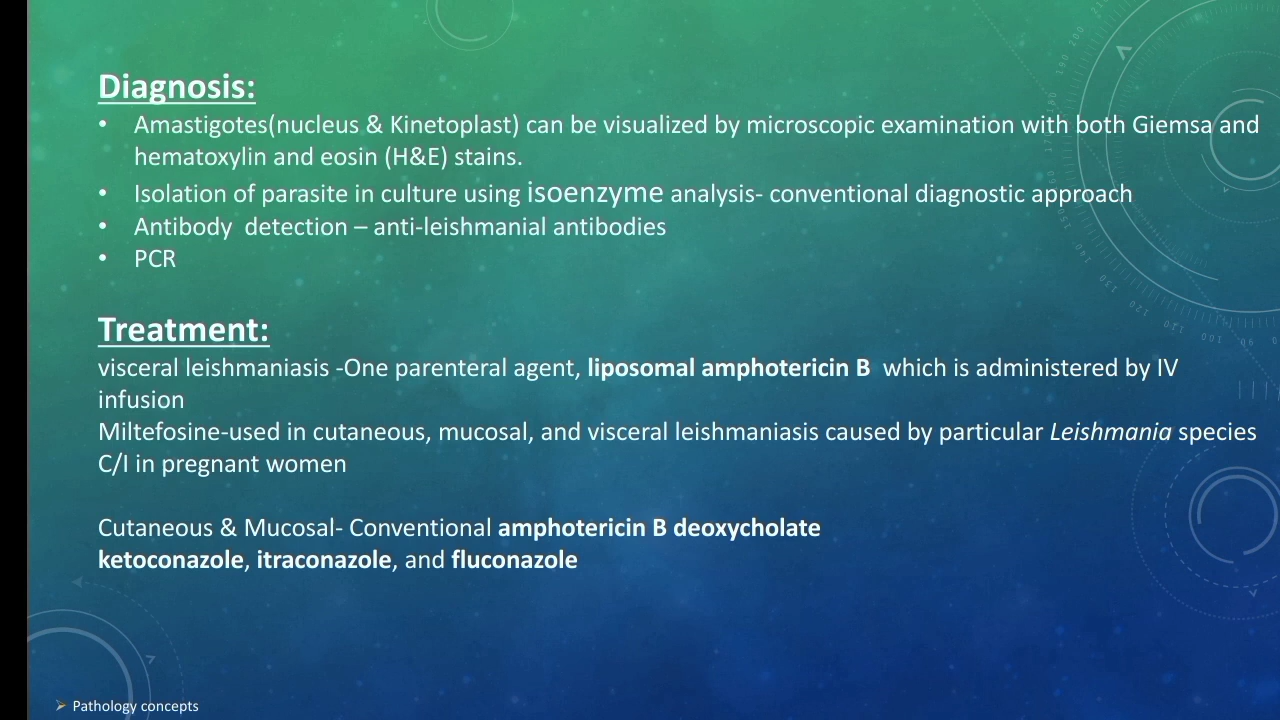 Diagnosis:
• Amastigotes(nucleus & Kinetoplast) can be visualized by microscopic examination with both Giemsa and
hematoxylin and eosin (H&E) stains.
• Isolation of parasite in culture using isoenzyme analysis- conventional diagnostic approach
• Antibody  detection – anti-leishmanial antibodies
• PCR
Treatment:
visceral leishmaniasis -One parenteral agent, liposomal amphotericin B  which is administered by IV
infusion
Miltefosine-used in cutaneous, mucosal, and visceral leishmaniasis caused by particular Leishmania species
C/I in pregnant women
Cutaneous & Mucosal- Conventional amphotericin B deoxycholate
ketoconazole, itraconazole, and fluconazole
➢ Pathology concepts